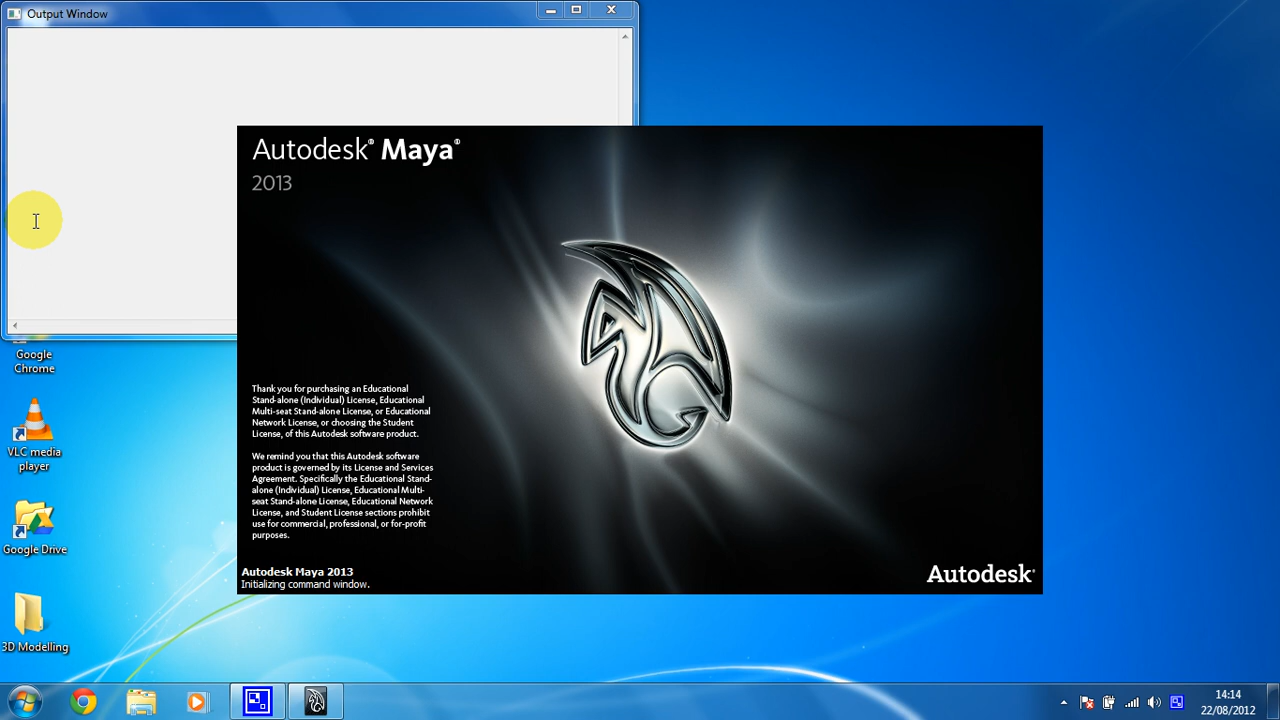 Output Window
Autodesk® Maya®
2013
Thank you for purchasing an Educational
Stand-alone (Individual) License, Educational
Multi-seat Stand-alone License, or Educational
Network License, or choosing the Student
License, of this Autodesk software product.
We remind you that this Autodesk software
product is governed by its License and Services
Agreement. Specifically the Educational Stand-
alone (Individual) License, Educational Multi-
seat Stand-alone License, Educational Network
License, and Student License sections prohibit
use for commercial, professional, or for-profit
purposes.
Autodesk Maya 2013
Initializing command window.
Autodesk®
Google
Chrome
VLC media
player
Google Drive
3D Modelling
14:14
22/08/2012